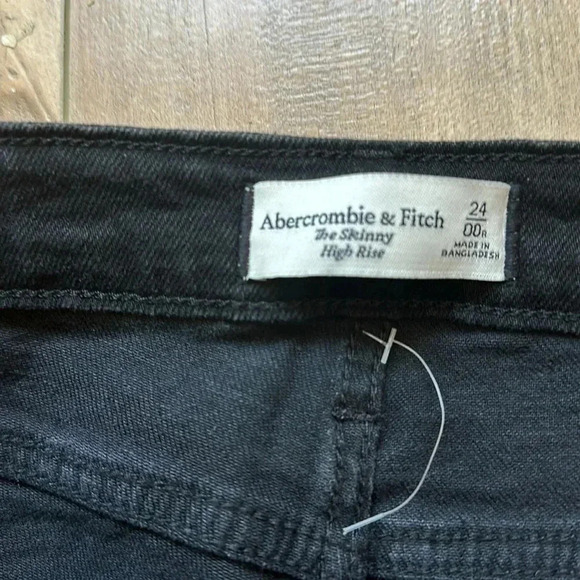 Abercrombie & Fitch
The Skinny
High Rise
24
00R
MADE IN
BANGLADESH